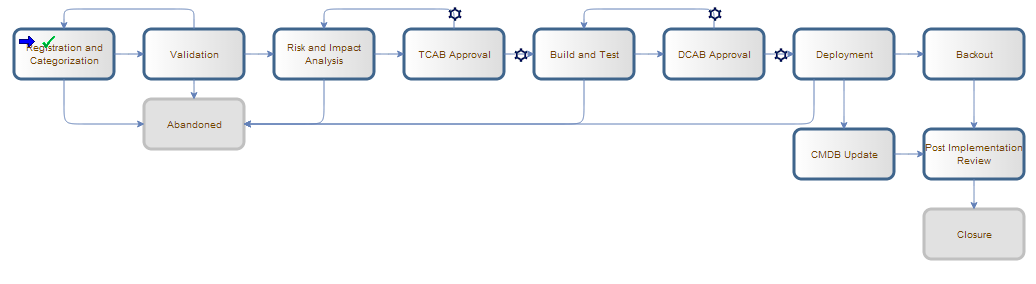 Registration and
Categorization
Validation
Risk and Impact
Analysis
TCAB Approval
Build and Test
DCAB Approval
Deployment
Backout
Abandoned
CMDB Update
Post Implementation
Review
Closure